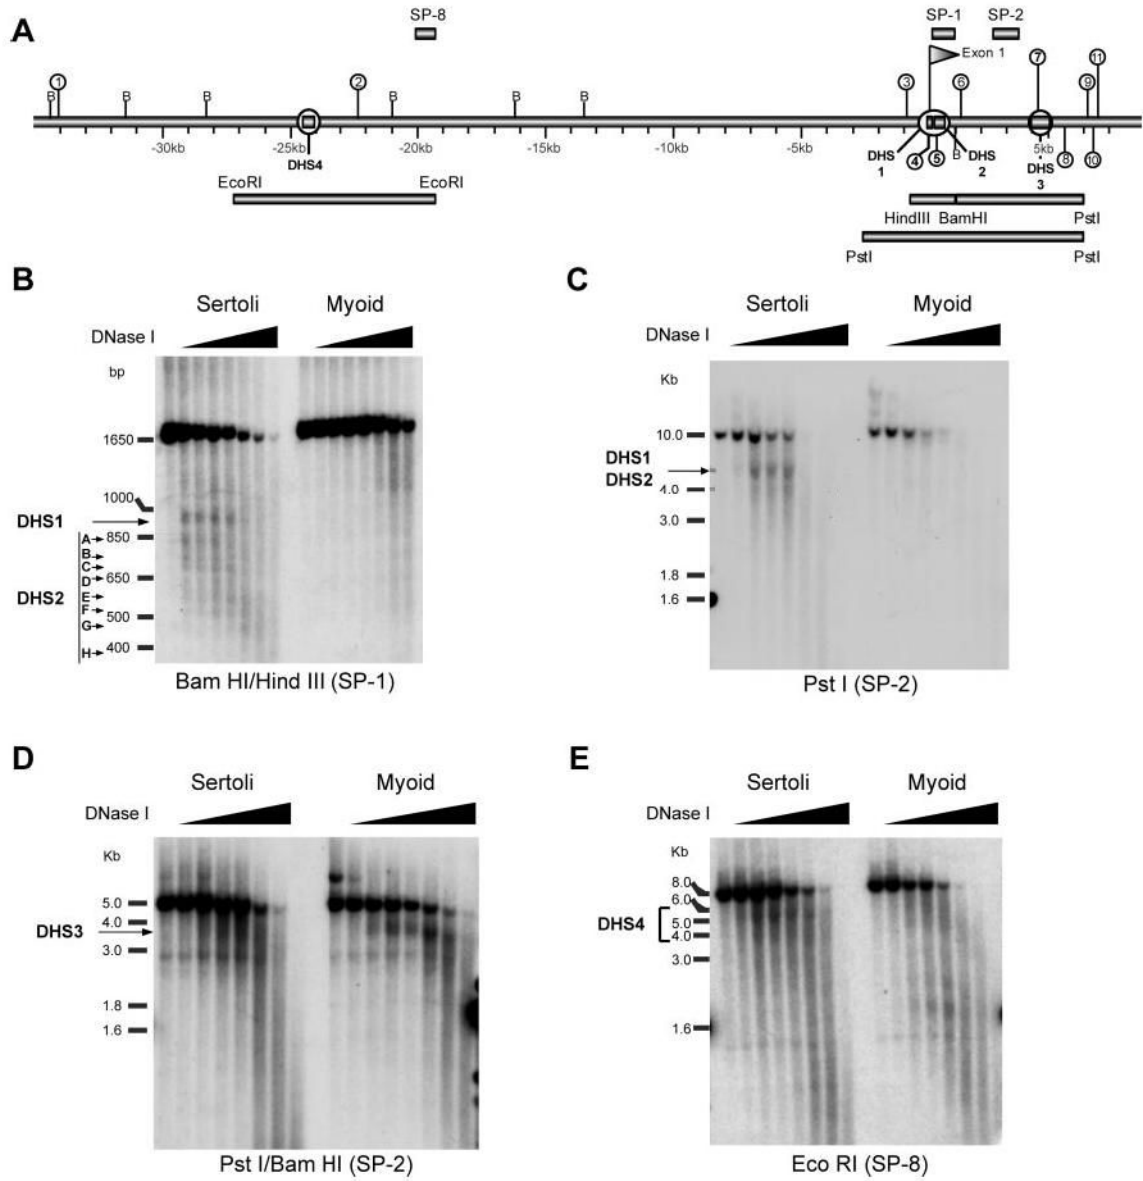 A
SP-8
SP-1
SP-2
Exon 1
1
2
3
6
7
9
11
B
B
B
B
B
B
-30kb
-25kb
-20kb
-15kb
-10kb
-5kb
5kb
DHS4
DHS 1
4
5
B
DHS 2
DHS 3
8
10
EcoRI
EcoRI
HindIII
BamHI
PstI
PstI
PstI
B
Sertoli
Myoid
DNase I
bp
1650
1000
DHS1
850
650
DHS2
500
400
A
B
C
D
E
F
G
H
Bam HI/Hind III (SP-1)
C
Sertoli
Myoid
DNase I
Kb
10.0
DHS1
DHS2
4.0
3.0
1.8
1.6
Pst I (SP-2)
D
Sertoli
Myoid
DNase I
Kb
5.0
4.0
DHS3
3.0
1.8
1.6
Pst I/Bam HI (SP-2)
E
Sertoli
Myoid
DNase I
Kb
8.0
6.0
DHS4
5.0
4.0
3.0
1.6
Eco RI (SP-8)